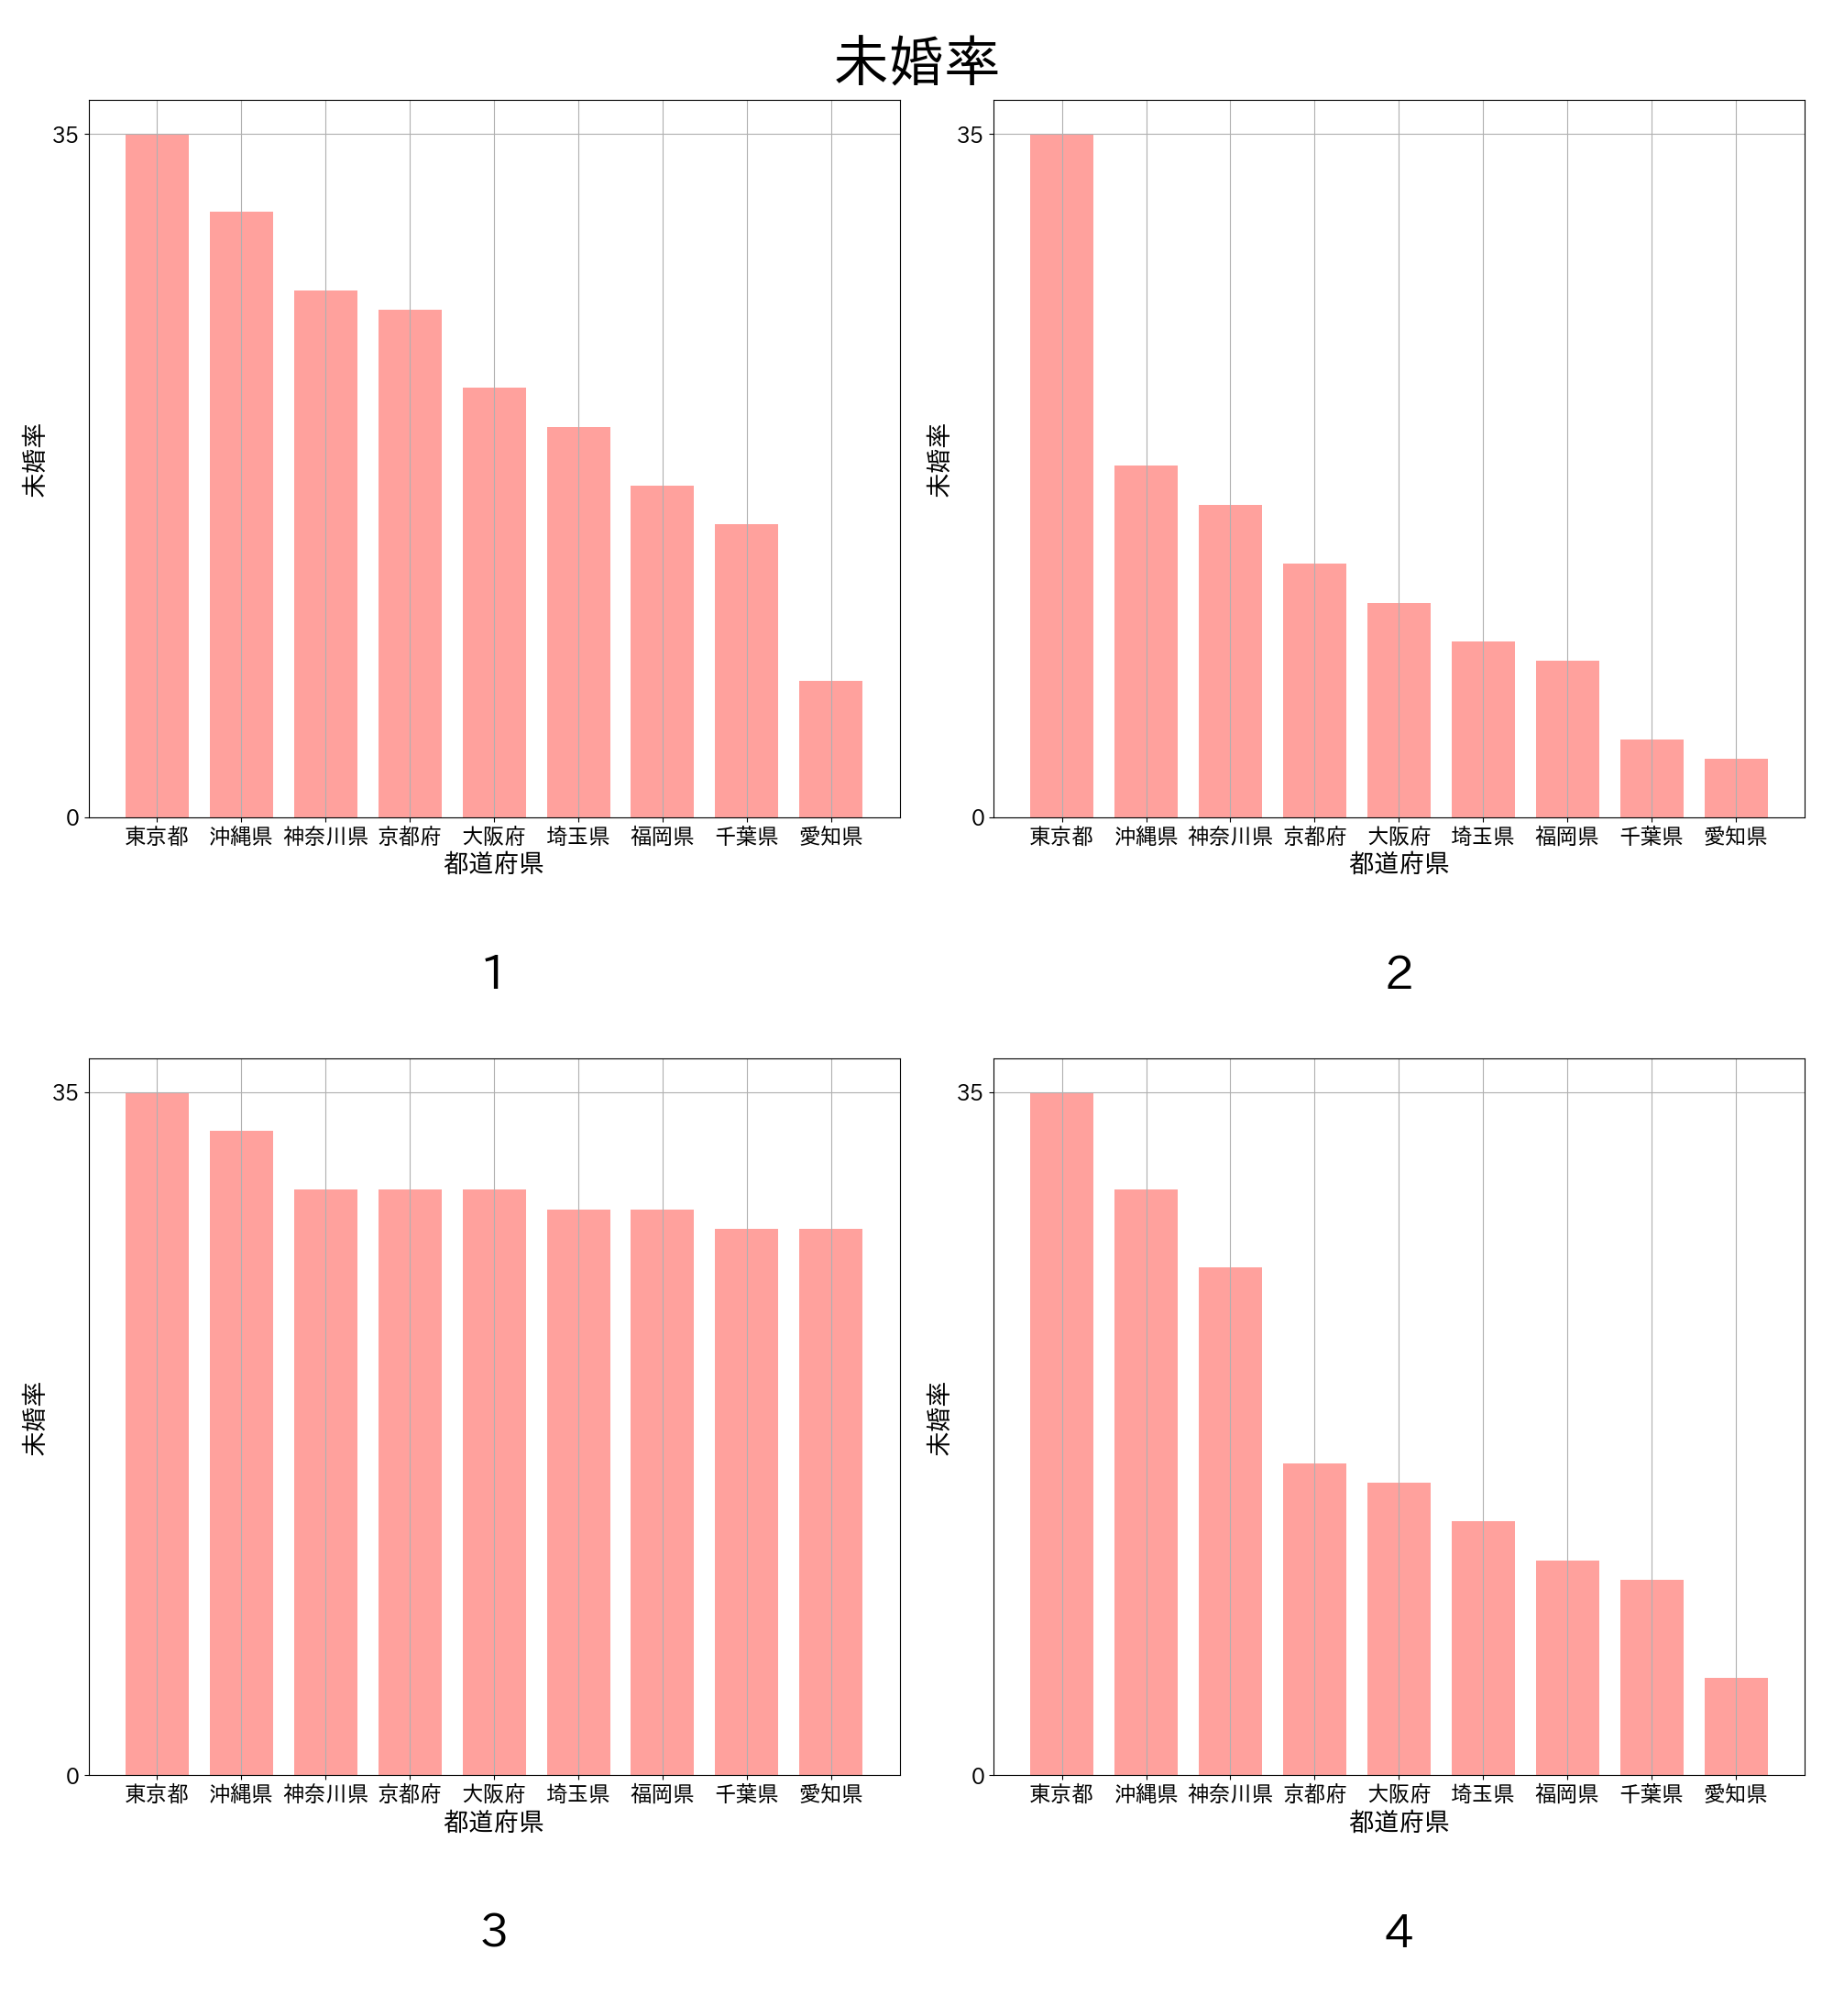 未婚率
35
0
未婚率
東京都 沖縄県 神奈川県 京都府 大阪府 埼玉県 福岡県 千葉県 愛知県
都道府県
1
35
0
未婚率
東京都 沖縄県 神奈川県 京都府 大阪府 埼玉県 福岡県 千葉県 愛知県
都道府県
2
35
0
未婚率
東京都 沖縄県 神奈川県 京都府 大阪府 埼玉県 福岡県 千葉県 愛知県
都道府県
3
35
0
未婚率
東京都 沖縄県 神奈川県 京都府 大阪府 埼玉県 福岡県 千葉県 愛知県
都道府県
4